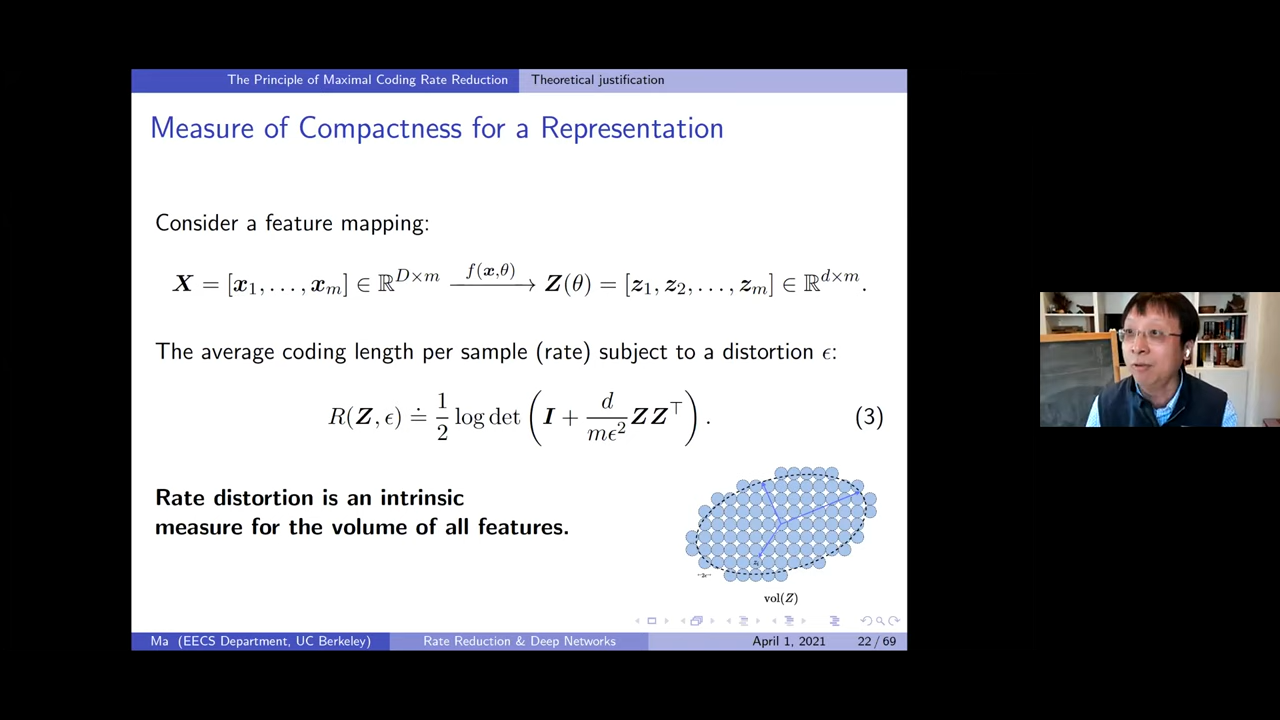 The Principle of Maximal Coding Rate Reduction Theoretical justification
Measure of Compactness for a Representation
Consider a feature mapping:
X = [x₁, . . . , xₘ] ∈ ℝ^{D×m} —f(x,θ)→ Z(θ) = [z₁, z₂, . . . , zₘ] ∈ ℝ^{d×m}.
The average coding length per sample (rate) subject to a distortion ϵ:
R(Z, ϵ) ≐ 1/2 log det (I + d/(mϵ²) ZZ^⊤). (3)
Rate distortion is an intrinsic
measure for the volume of all features.
vol(Z)
Ma (EECS Department, UC Berkeley) Rate Reduction & Deep Networks April 1, 2021 22 / 69